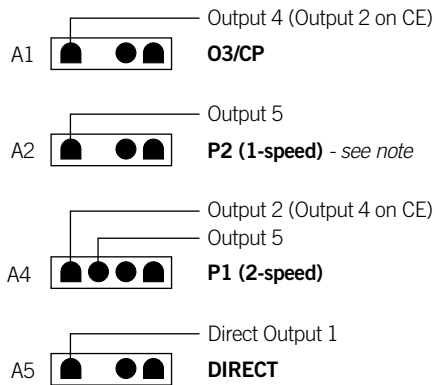 Output 4 (Output 2 on CE)
A1 O3/CP
Output 5
A2 P2 (1-speed) - see note
Output 2 (Output 4 on CE)
Output 5
A4 P1 (2-speed)
Direct Output 1
A5 DIRECT